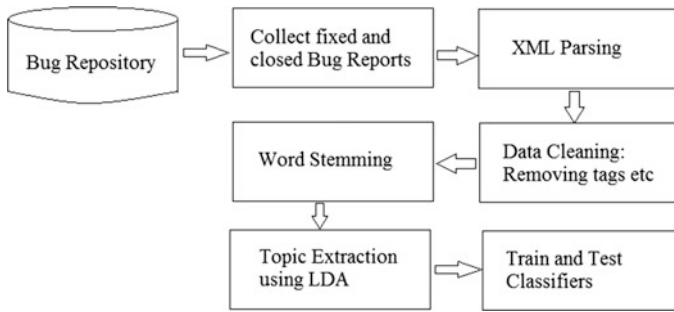 Bug Repository
Collect fixed and
closed Bug Reports
XML Parsing
Data Cleaning:
Removing tags etc
Word Stemming
Topic Extraction
using LDA
Train and Test
Classifiers